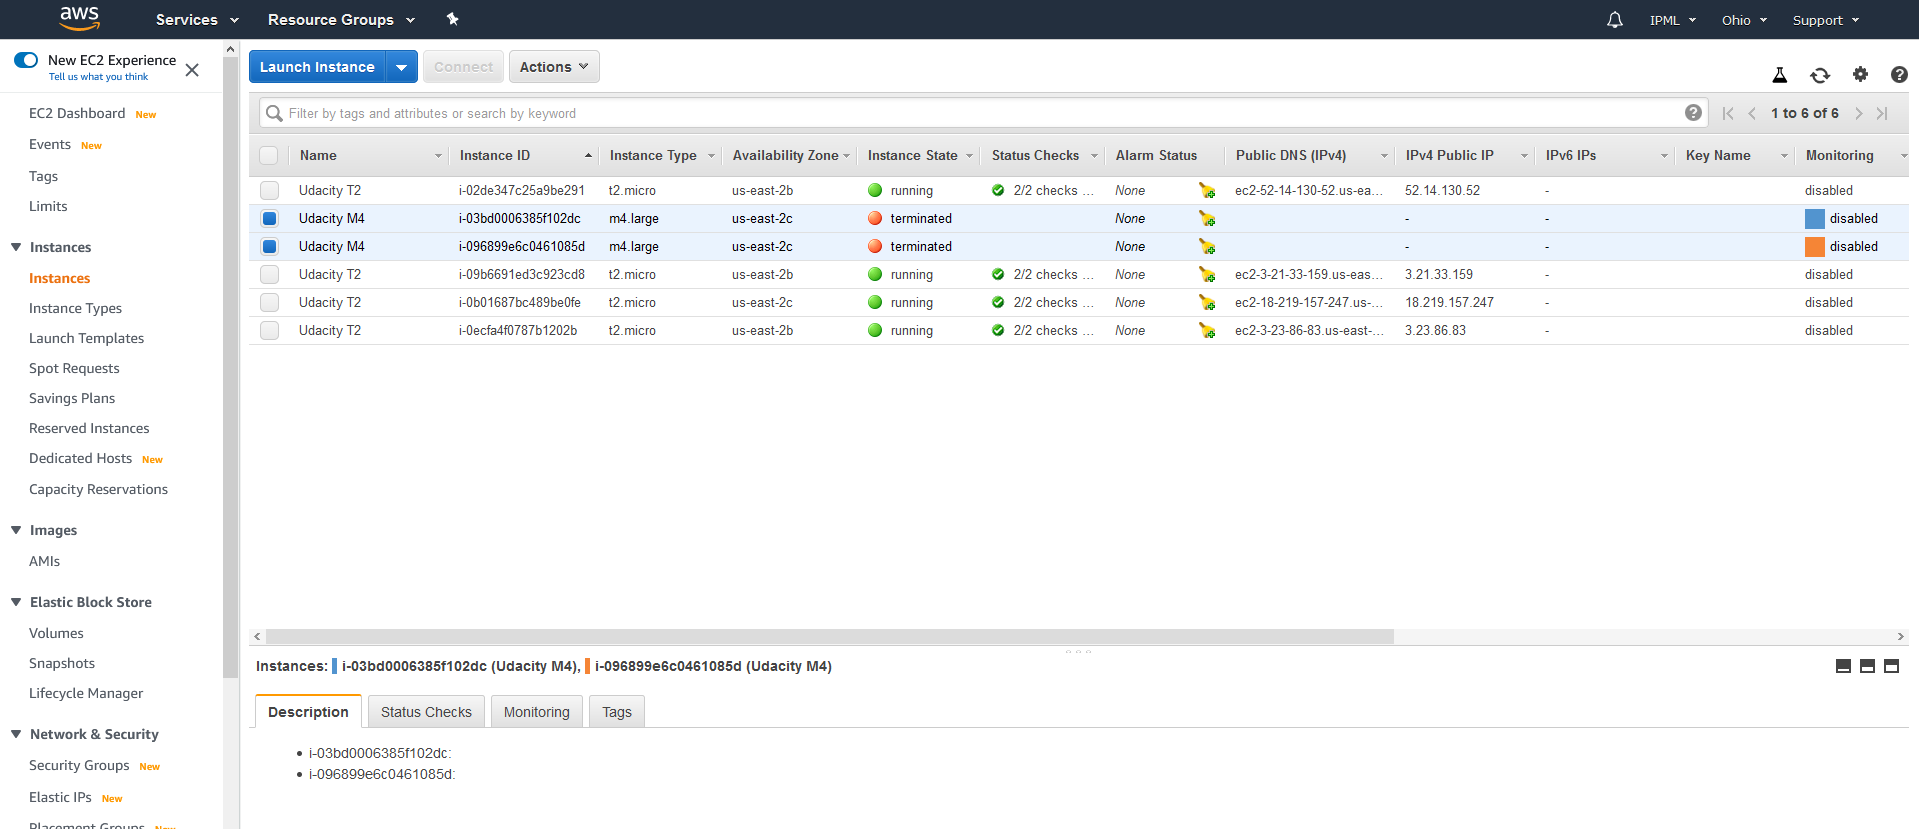 aws Services Resource Groups IPML Ohio Support
New EC2 Experience
Tell us what you think
EC2 Dashboard New
Events New
Tags
Limits
Instances
Instances
Instance Types
Launch Templates
Spot Requests
Savings Plans
Reserved Instances
Dedicated Hosts New
Capacity Reservations
Images
AMIs
Elastic Block Store
Volumes
Snapshots
Lifecycle Manager
Network & Security
Security Groups New
Elastic IPs New
Placement Groups New
Launch Instance Connect Actions
Filter by tags and attributes or search by keyword 1 to 6 of 6
Name Instance ID Instance Type Availability Zone Instance State Status Checks Alarm Status Public DNS (IPv4) IPv4 Public IP IPv6 IPs Key Name Monitoring
Udacity T2 i-02de347c25a9be291 t2.micro us-east-2b running 2/2 checks ... None ec2-52-14-130-52.us-ea... 52.14.130.52 - disabled
Udacity M4 i-03bd0006385f102dc m4.large us-east-2c terminated None - - disabled
Udacity M4 i-096899e6c0461085d m4.large us-east-2c terminated None - - disabled
Udacity T2 i-09b6691ed3c923cd8 t2.micro us-east-2b running 2/2 checks ... None ec2-3-21-33-159.us-eas... 3.21.33.159 - disabled
Udacity T2 i-0b01687bc489be0fe t2.micro us-east-2c running 2/2 checks ... None ec2-18-219-157-247.us-... 18.219.157.247 - disabled
Udacity T2 i-0ecfa4f0787b1202b t2.micro us-east-2b running 2/2 checks ... None ec2-3-23-86-83.us-east-... 3.23.86.83 - disabled
Instances: i-03bd0006385f102dc (Udacity M4), i-096899e6c0461085d (Udacity M4)
Description Status Checks Monitoring Tags
• i-03bd0006385f102dc:
• i-096899e6c0461085d: